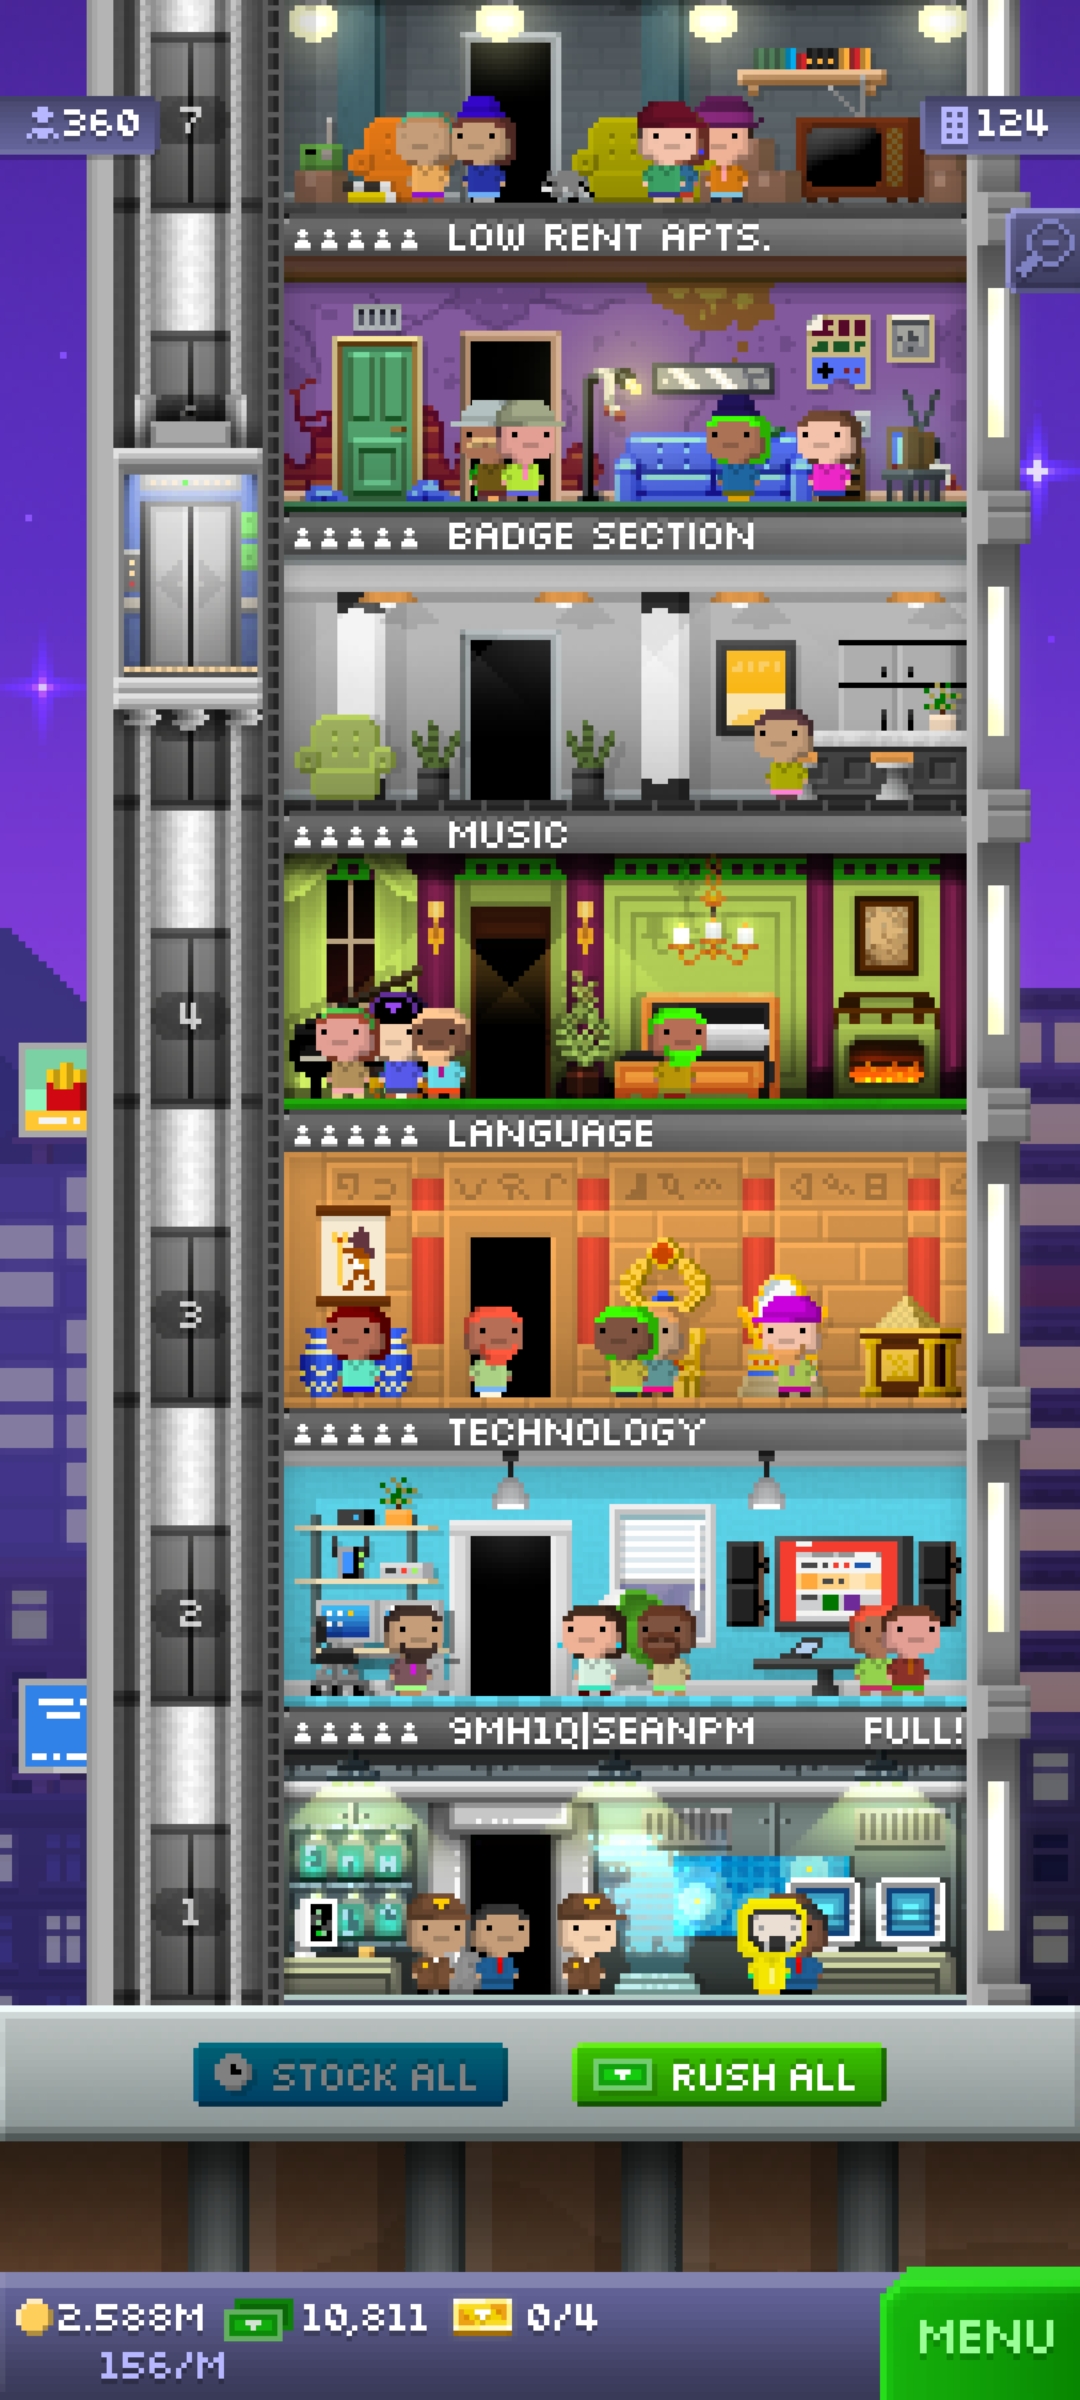 7
360
124
LOW RENT APTS.
BADGE SECTION
MUSIC
4
LANGUAGE
3
TECHNOLOGY
2
9MH1Q|SEANPM FULL!
1
STOCK ALL
RUSH ALL
2.588M 10,811 0/4
156/M
MENU